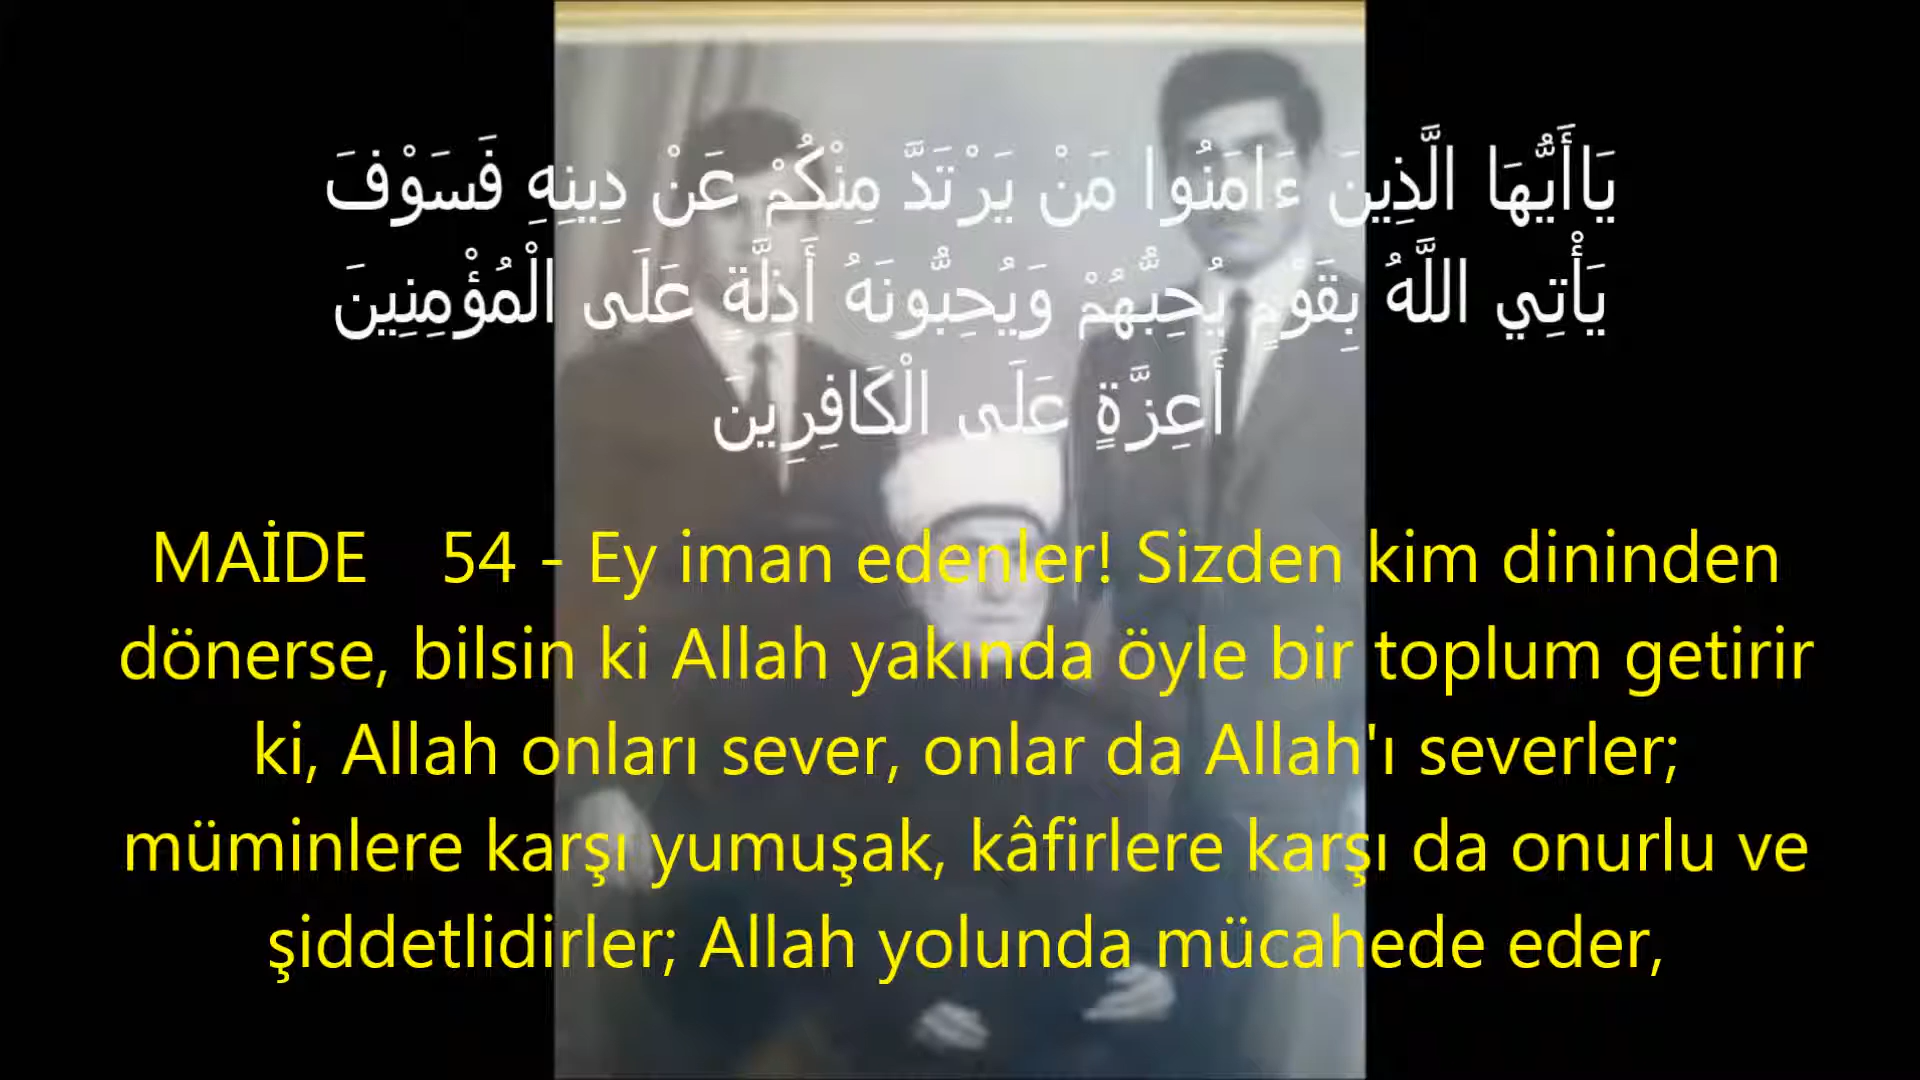 يَاأَيُّهَا الَّذِينَ ءَامَنُوا مَنْ يَرْتَدَّ مِنْكُمْ عَنْ دِينِهِ فَسَوْفَ
يَأْتِي اللَّهُ بِقَوْمٍ يُحِبُّهُمْ وَيُحِبُّونَهُ أَذِلَّةٍ عَلَى الْمُؤْمِنِينَ
أَعِزَّةٍ عَلَى الْكَافِرِينَ
MAİDE 54 - Ey iman edenler! Sizden kim dininden
dönerse, bilsin ki Allah yakında öyle bir toplum getirir
ki, Allah onları sever, onlar da Allah'ı severler;
müminlere karşı yumuşak, kâfirlere karşı da onurlu ve
şiddetlidirler; Allah yolunda mücahede eder,